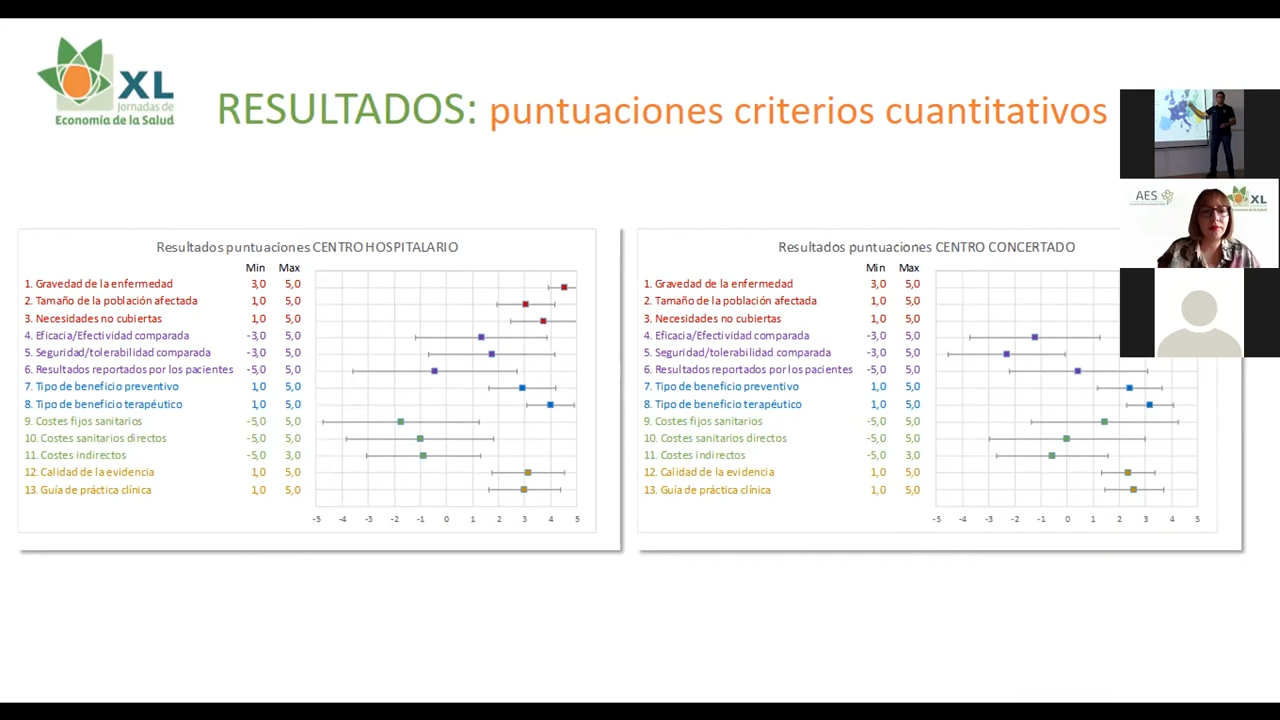 XL
Jornadas de
Economía de la Salud
RESULTADOS: puntuaciones criterios cuantitativos
AES
XL
Resultados puntuaciones CENTRO HOSPITALARIO
Min Max
1. Gravedad de la enfermedad 3,0 5,0
2. Tamaño de la población afectada 1,0 5,0
3. Necesidades no cubiertas 1,0 5,0
4. Eficacia/Efectividad comparada -3,0 5,0
5. Seguridad/tolerabilidad comparada -3,0 5,0
6. Resultados reportados por los pacientes -5,0 5,0
7. Tipo de beneficio preventivo 1,0 5,0
8. Tipo de beneficio terapéutico 1,0 5,0
9. Costes fijos sanitarios -5,0 5,0
10. Costes sanitarios directos -5,0 5,0
11. Costes indirectos -5,0 3,0
12. Calidad de la evidencia 1,0 5,0
13. Guía de práctica clínica 1,0 5,0
-5 -4 -3 -2 -1 0 1 2 3 4 5
Resultados puntuaciones CENTRO CONCERTADO
Min Max
1. Gravedad de la enfermedad 3,0 5,0
2. Tamaño de la población afectada 1,0 5,0
3. Necesidades no cubiertas 1,0 5,0
4. Eficacia/Efectividad comparada -3,0 5,0
5. Seguridad/tolerabilidad comparada -3,0 5,0
6. Resultados reportados por los pacientes -5,0 5,0
7. Tipo de beneficio preventivo 1,0 5,0
8. Tipo de beneficio terapéutico 1,0 5,0
9. Costes fijos sanitarios -5,0 5,0
10. Costes sanitarios directos -5,0 5,0
11. Costes indirectos -5,0 3,0
12. Calidad de la evidencia 1,0 5,0
13. Guía de práctica clínica 1,0 5,0
-5 -4 -3 -2 -1 0 1 2 3 4 5